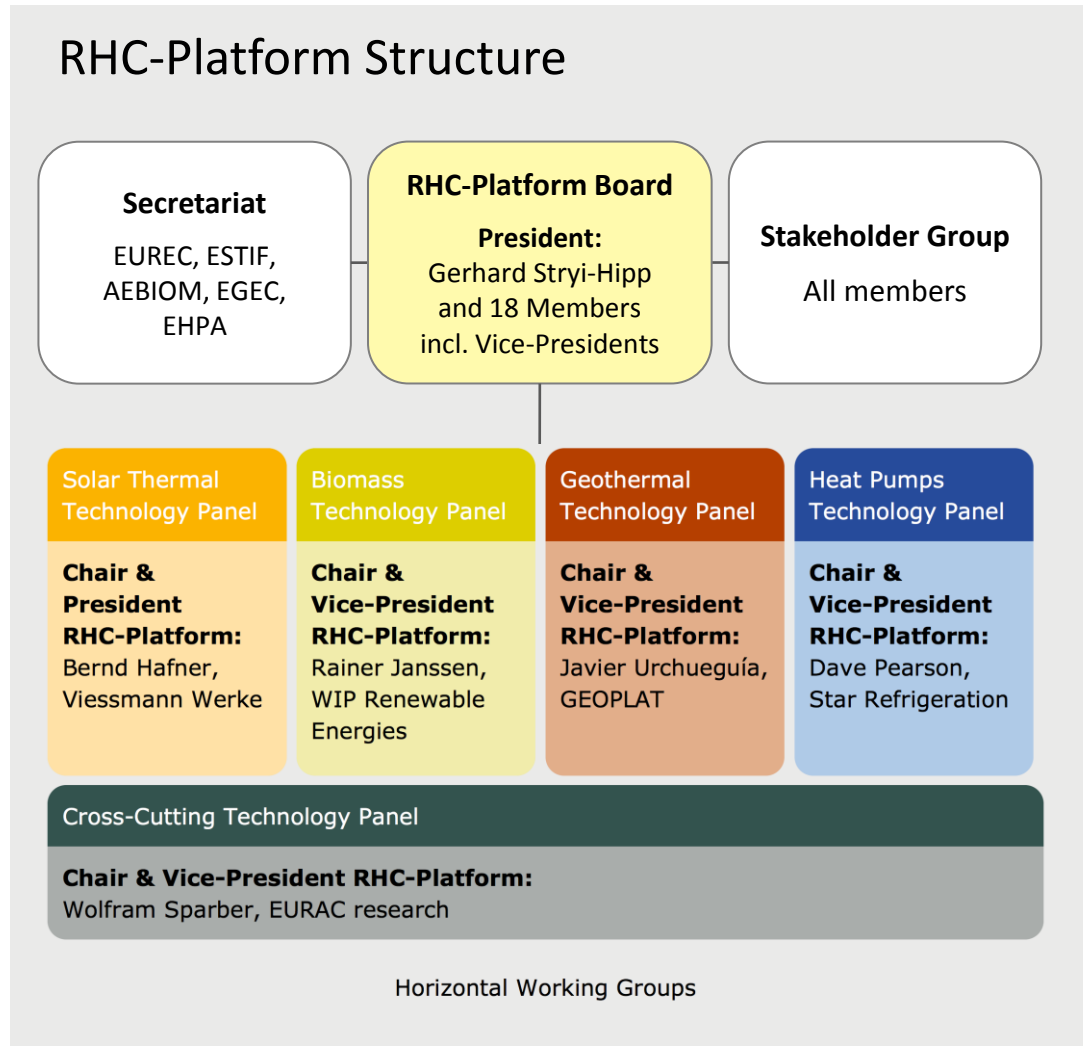 RHC-Platform Structure
Secretariat
EUREC, ESTIF,
AEBIOM, EGEC,
EHPA
RHC-Platform Board
President:
Gerhard Stryi-Hipp
and 18 Members
incl. Vice-Presidents
Stakeholder Group
All members
Solar Thermal
Technology Panel
Chair &
President
RHC-Platform:
Bernd Hafner,
Viessmann Werke
Biomass
Technology Panel
Chair &
Vice-President
RHC-Platform:
Rainer Janssen,
WIP Renewable
Energies
Geothermal
Technology Panel
Chair &
Vice-President
RHC-Platform:
Javier Urchueguía,
GEOPLAT
Heat Pumps
Technology Panel
Chair &
Vice-President
RHC-Platform:
Dave Pearson,
Star Refrigeration
Cross-Cutting Technology Panel
Chair & Vice-President RHC-Platform:
Wolfram Sparber, EURAC research
Horizontal Working Groups